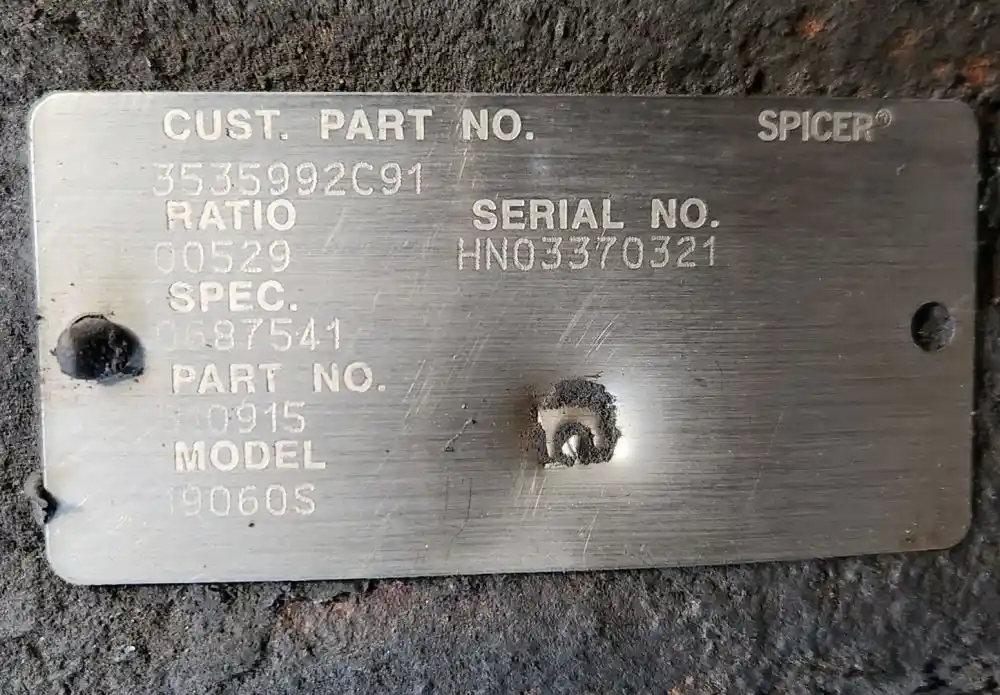 CUST. PART NO. SPICER®
3535992C91
RATIO SERIAL NO.
00529 HN03370321
SPEC.
0687541
PART NO.
MODEL
19060S